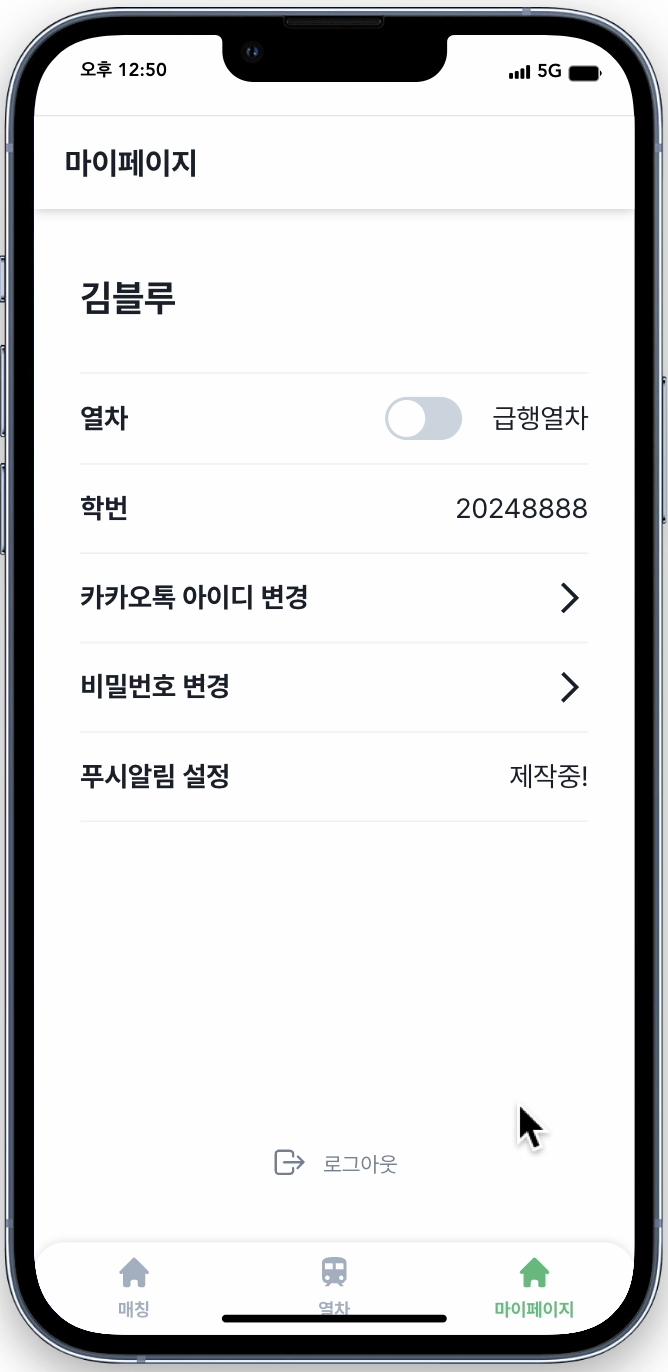 오후 12:50 5G
마이페이지
김블루
열차 급행열차
학번 20248888
카카오톡 아이디 변경
비밀번호 변경
푸시알림 설정 제작중!
로그아웃
매칭 열차 마이페이지